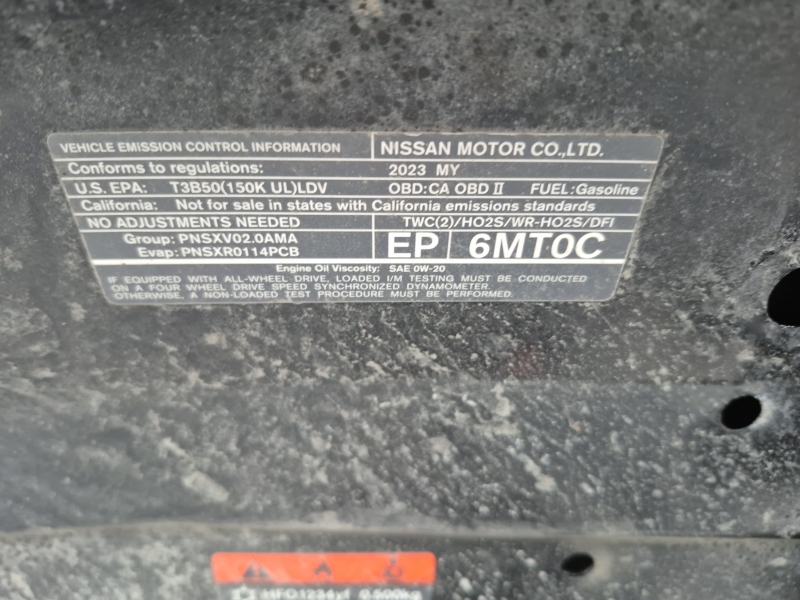 VEHICLE EMISSION CONTROL INFORMATION
NISSAN MOTOR CO.,LTD.
Conforms to regulations:
2023 MY
U.S. EPA: T3B50(150K UL)LDV
OBD:CA OBD II FUEL:Gasoline
California: Not for sale in states with California emissions standards
NO ADJUSTMENTS NEEDED
TWC(2)/HO2S/WR-HO2S/DFI
Group: PNSXV02.0AMA
Evap: PNSXR0114PCB
EP 6MT0C
Engine Oil Viscosity: SAE 0W-20
IF EQUIPPED WITH ALL-WHEEL DRIVE, LOADED I/M TESTING MUST BE CONDUCTED
ON A FOUR WHEEL DRIVE SPEED SYNCHRONIZED DYNAMOMETER.
OTHERWISE, A NON-LOADED TEST PROCEDURE MUST BE PERFORMED.
HFO1234yf 0.500kg